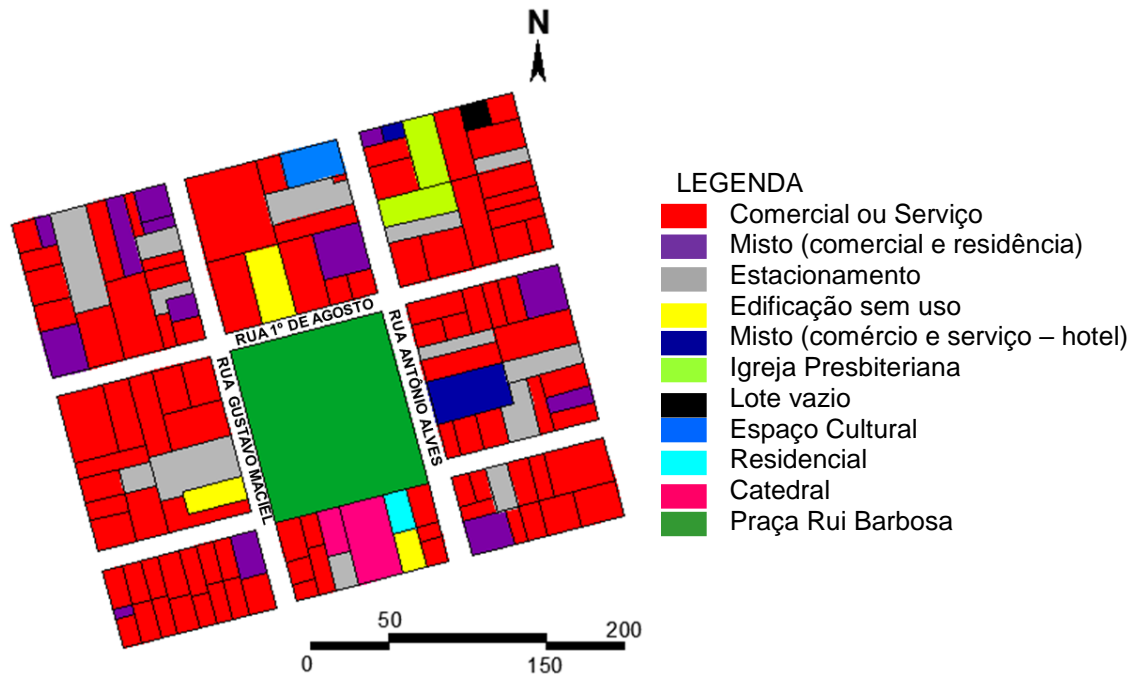 N
RUA 1º DE AGOSTO
RUA ANTÔNIO ALVES
RUA GUSTAVO MACIEL
LEGENDA
Comercial ou Serviço
Misto (comercial e residência)
Estacionamento
Edificação sem uso
Misto (comércio e serviço – hotel)
Igreja Presbiteriana
Lote vazio
Espaço Cultural
Residencial
Catedral
Praça Rui Barbosa
50 200
0 150